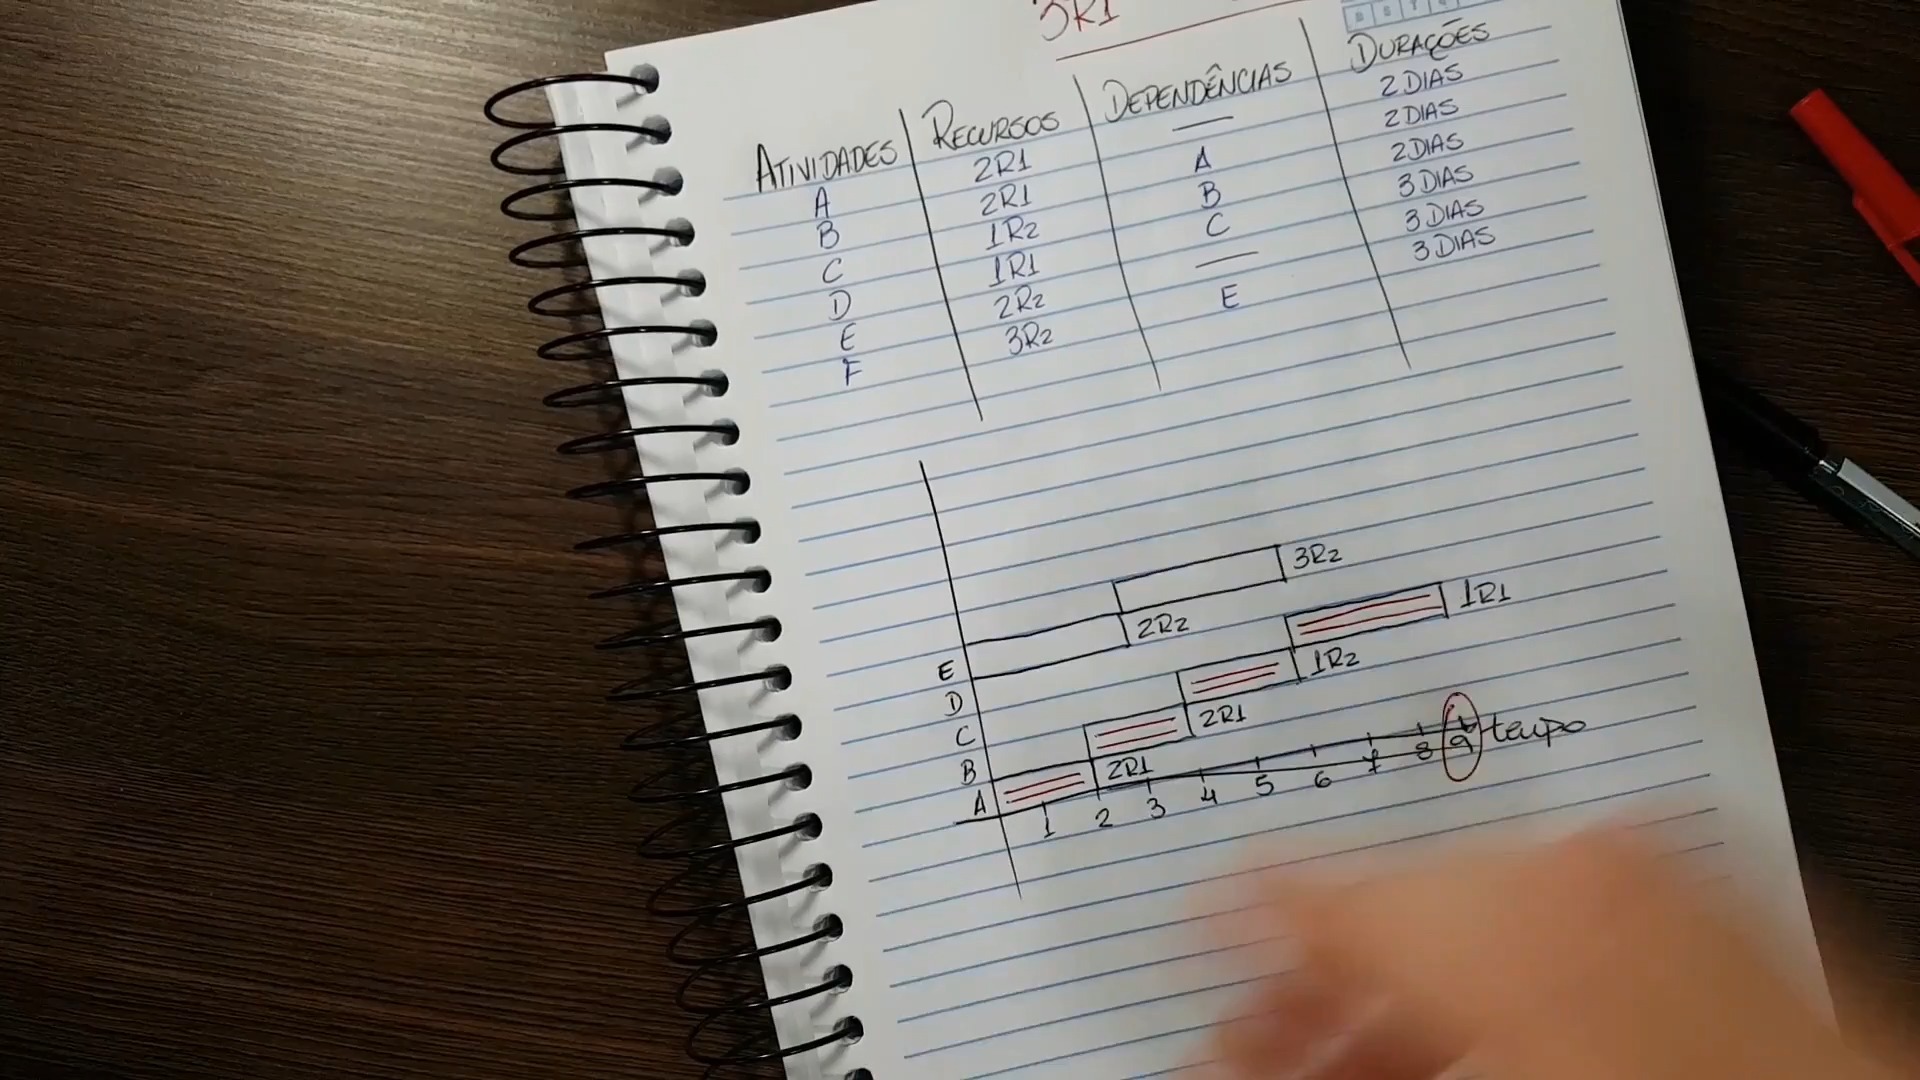 3R1
ATIVIDADES RECURSOS DEPENDÊNCIAS DURAÇÕES
A 2R1 — 2 DIAS
B 2R1 A 2 DIAS
C 1R2 B 2 DIAS
D 1R1 C 3 DIAS
E 2R2 — 3 DIAS
F 3R2 E 3 DIAS
3R2
1R1
2R2
E
1R2
D
C 2R1
B 2R1
A
1 2 3 4 5 6 7 8 9 tempo